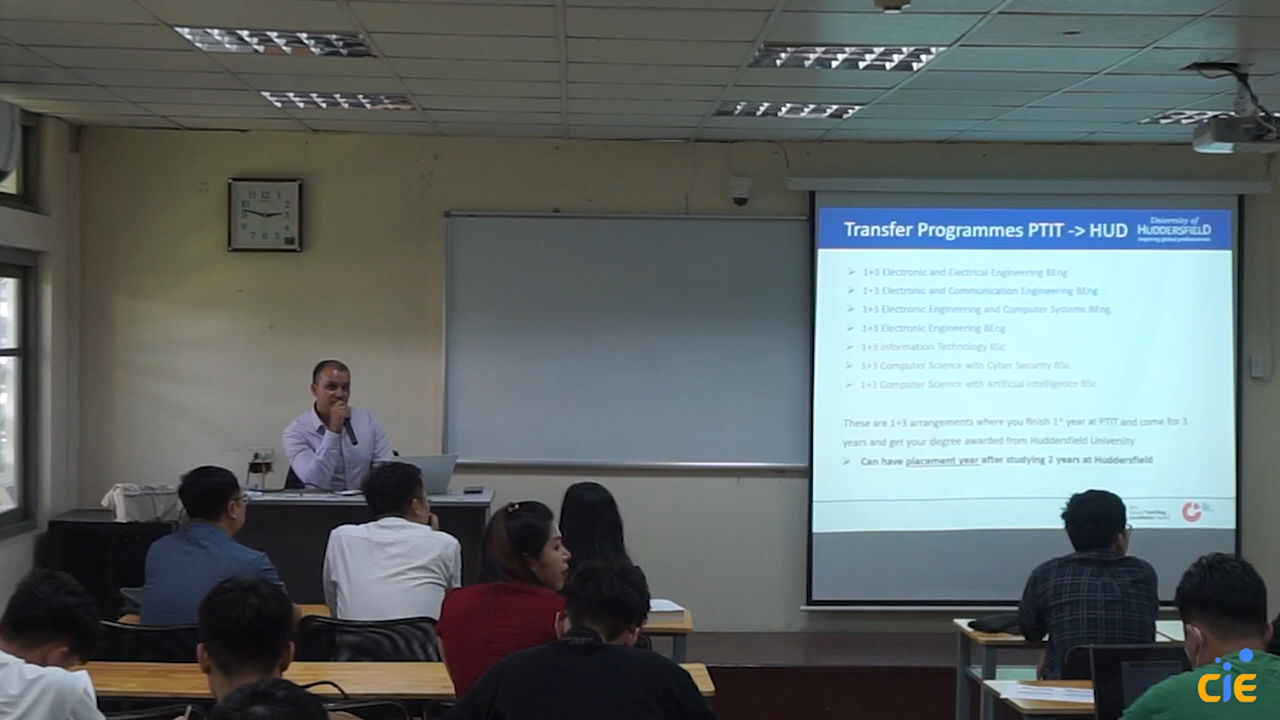 Transfer Programmes PTIT -> HUD
University of
HUDDERSFIELD
Inspiring global professionals
➢ 1+3 Electronic and Electrical Engineering BEng
➢ 1+3 Electronic and Communication Engineering BEng
➢ 1+3 Electronic Engineering and Computer Systems BEng.
➢ 1+3 Electronic Engineering BEng
➢ 1+3 Information Technology BSc
➢ 1+3 Computer Science with Cyber Security BSc
➢ 1+3 Computer Science with Artificial Intelligence BSc
These are 1+3 arrangements where you finish 1st year at PTIT and come for 3
years and get your degree awarded from Huddersfield University
➢ Can have placement year after studying 2 years at Huddersfield
CiE